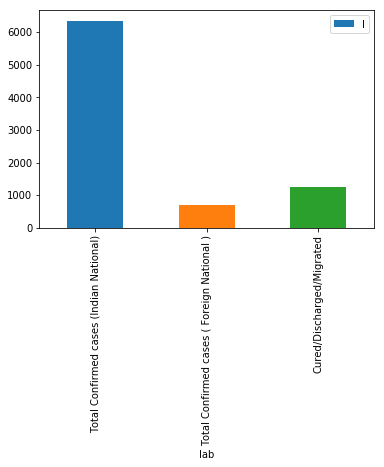 6000
5000
4000
3000
2000
1000
0
l
Total Confirmed cases (Indian National)
Total Confirmed cases ( Foreign National )
Cured/Discharged/Migrated
lab